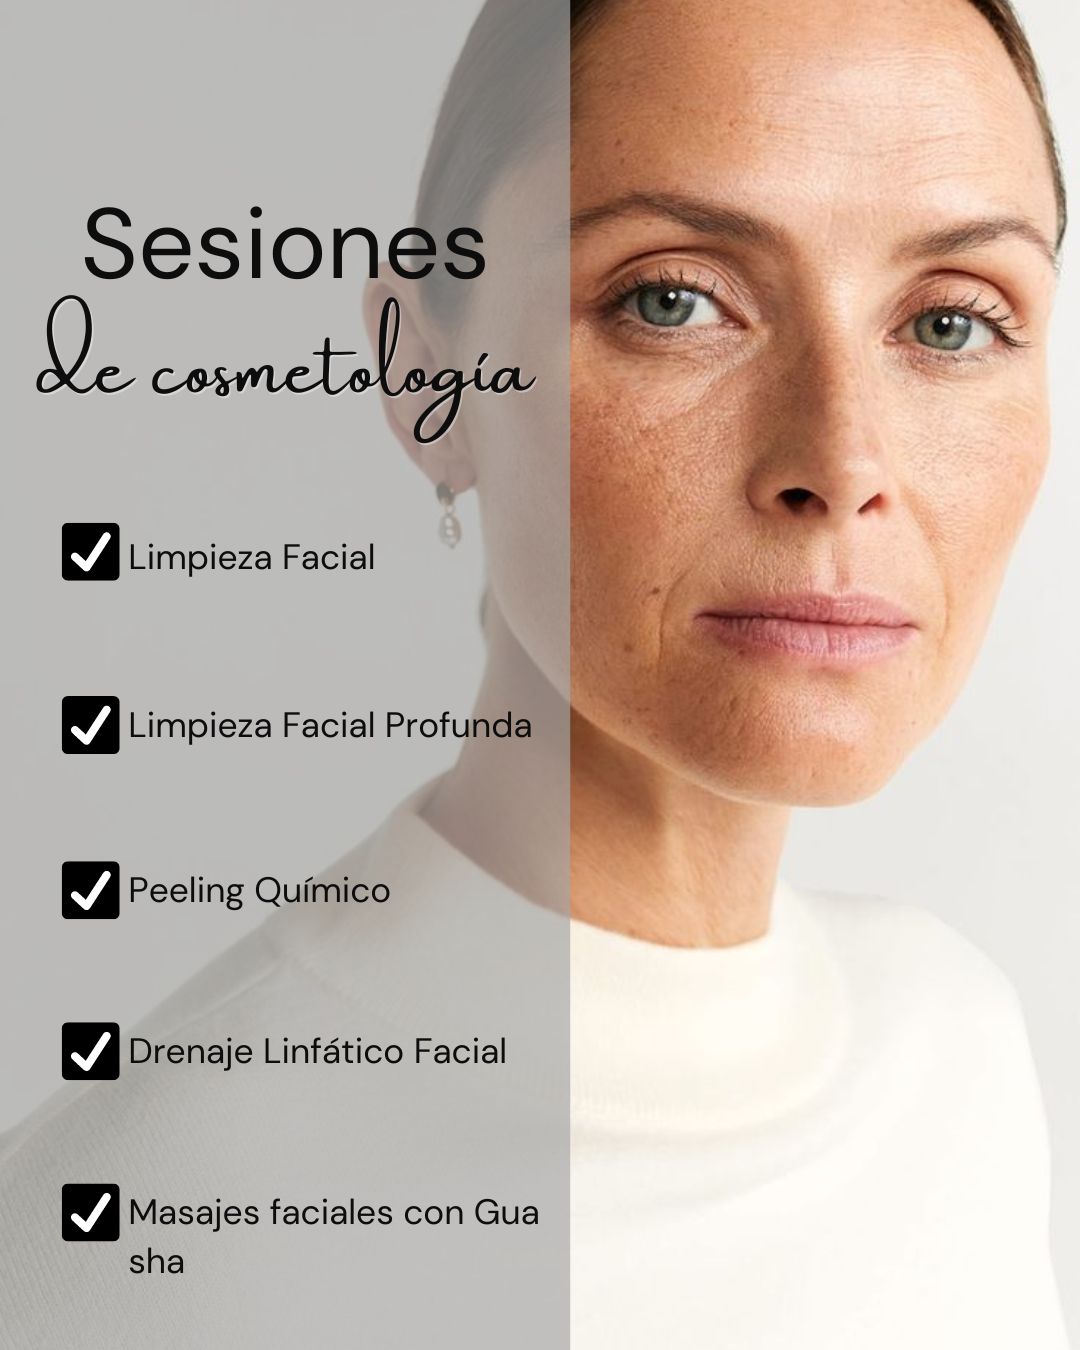 Sesiones
de cosmetología
Limpieza Facial
Limpieza Facial Profunda
Peeling Químico
Drenaje Linfático Facial
Masajes faciales con Gua
sha